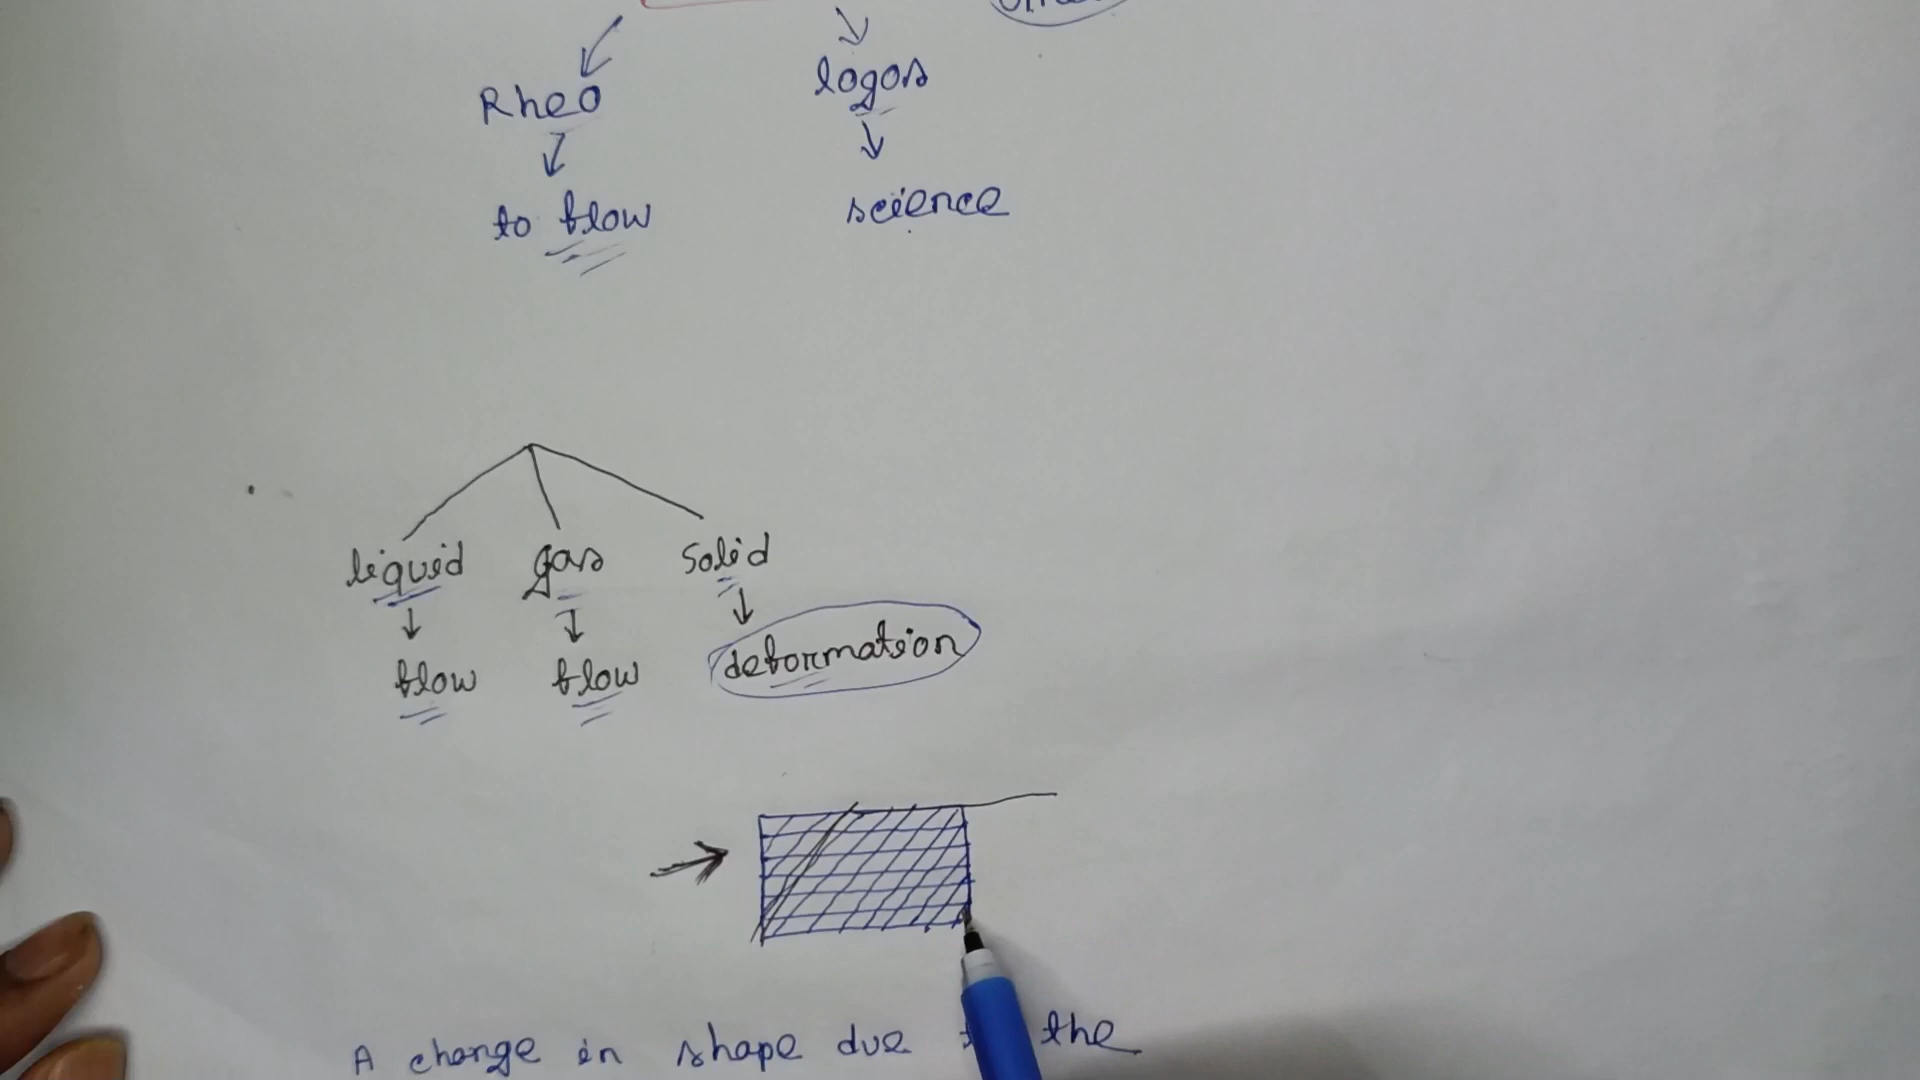 Rheo logos
to flow science
liquid gas solid
flow flow deformation
A change in shape due the